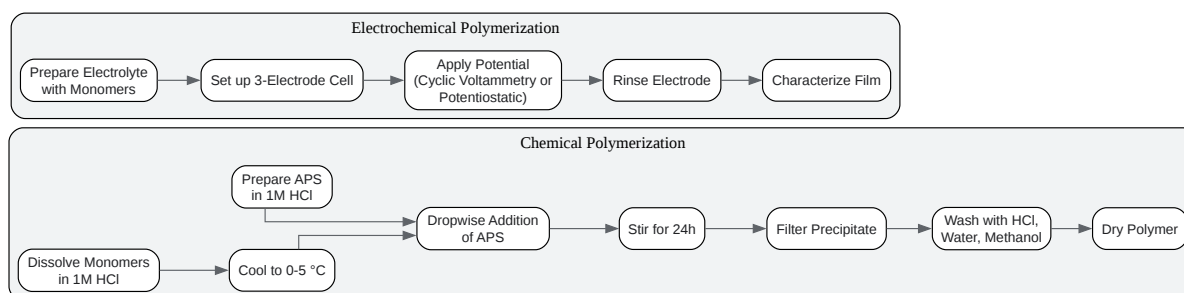 Electrochemical Polymerization
Prepare Electrolyte
with Monomers
Set up 3-Electrode Cell
Apply Potential
(Cyclic Voltammetry or
Potentiostatic)
Rinse Electrode
Characterize Film
Chemical Polymerization
Prepare APS
in 1M HCl
Dissolve Monomers
in 1M HCl
Cool to 0-5 °C
Dropwise Addition
of APS
Stir for 24h
Filter Precipitate
Wash with HCl,
Water, Methanol
Dry Polymer